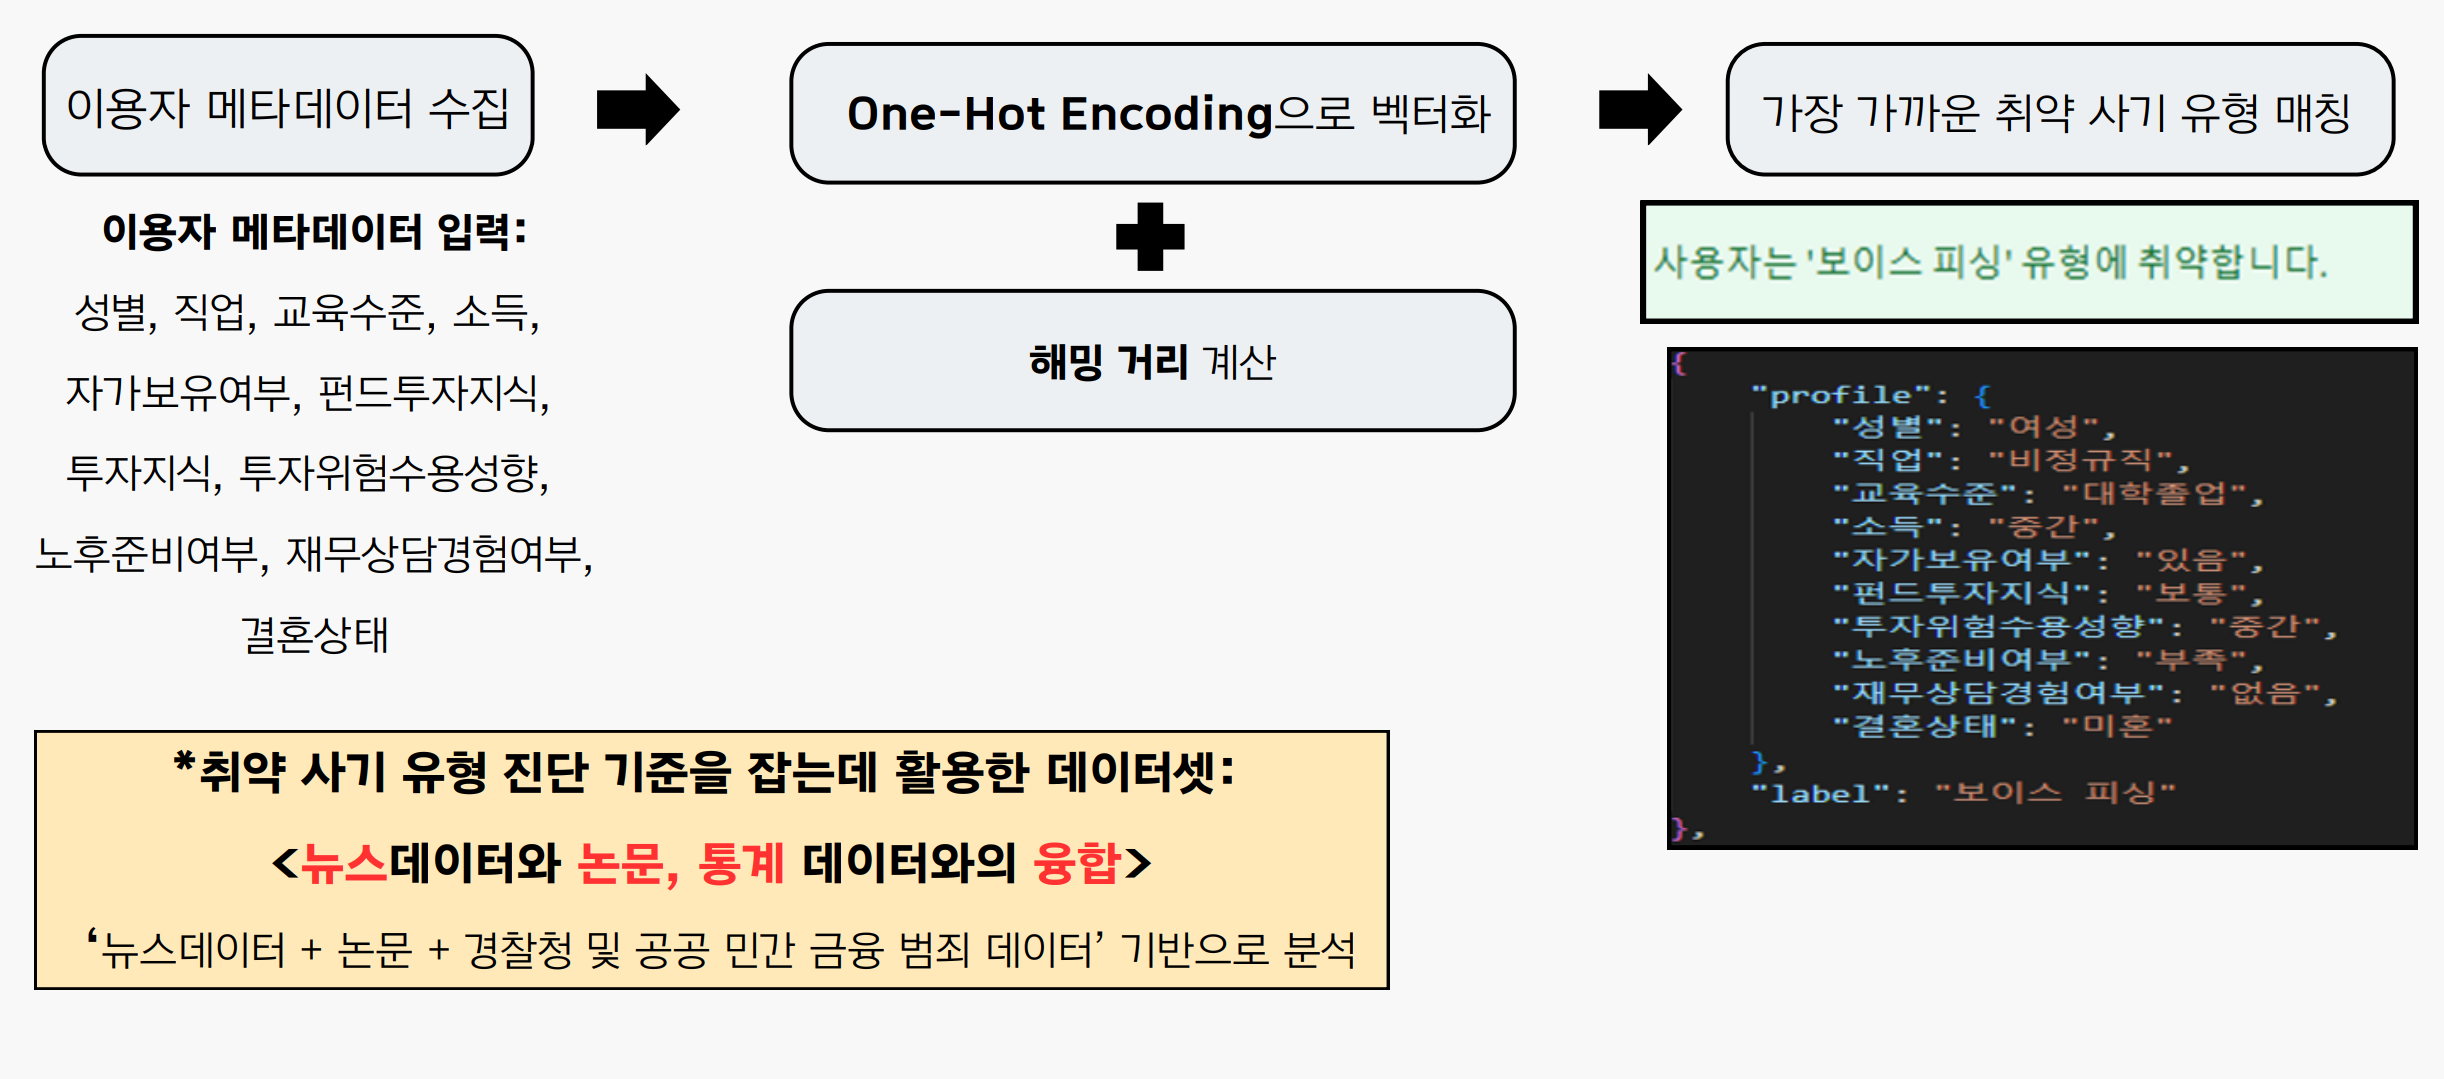 이용자 메타데이터 수집
One-Hot Encoding으로 벡터화
가장 가까운 취약 사기 유형 매칭
이용자 메타데이터 입력:
성별, 직업, 교육수준, 소득,
자가보유여부, 펀드투자지식,
투자지식, 투자위험수용성향,
노후준비여부, 재무상담경험여부,
결혼상태
해밍 거리 계산
사용자는 '보이스 피싱' 유형에 취약합니다.
{
"profile": {
"성별": "여성",
"직업": "비정규직",
"교육수준": "대학졸업",
"소득": "중간",
"자가보유여부": "있음",
"펀드투자지식": "보통",
"투자위험수용성향": "중간",
"노후준비여부": "부족",
"재무상담경험여부": "없음",
"결혼상태": "미혼"
},
"label": "보이스 피싱"
},
*취약 사기 유형 진단 기준을 잡는데 활용한 데이터셋:
<뉴스데이터와 논문, 통계 데이터와의 융합>
‘뉴스데이터 + 논문 + 경찰청 및 공공 민간 금융 범죄 데이터’ 기반으로 분석